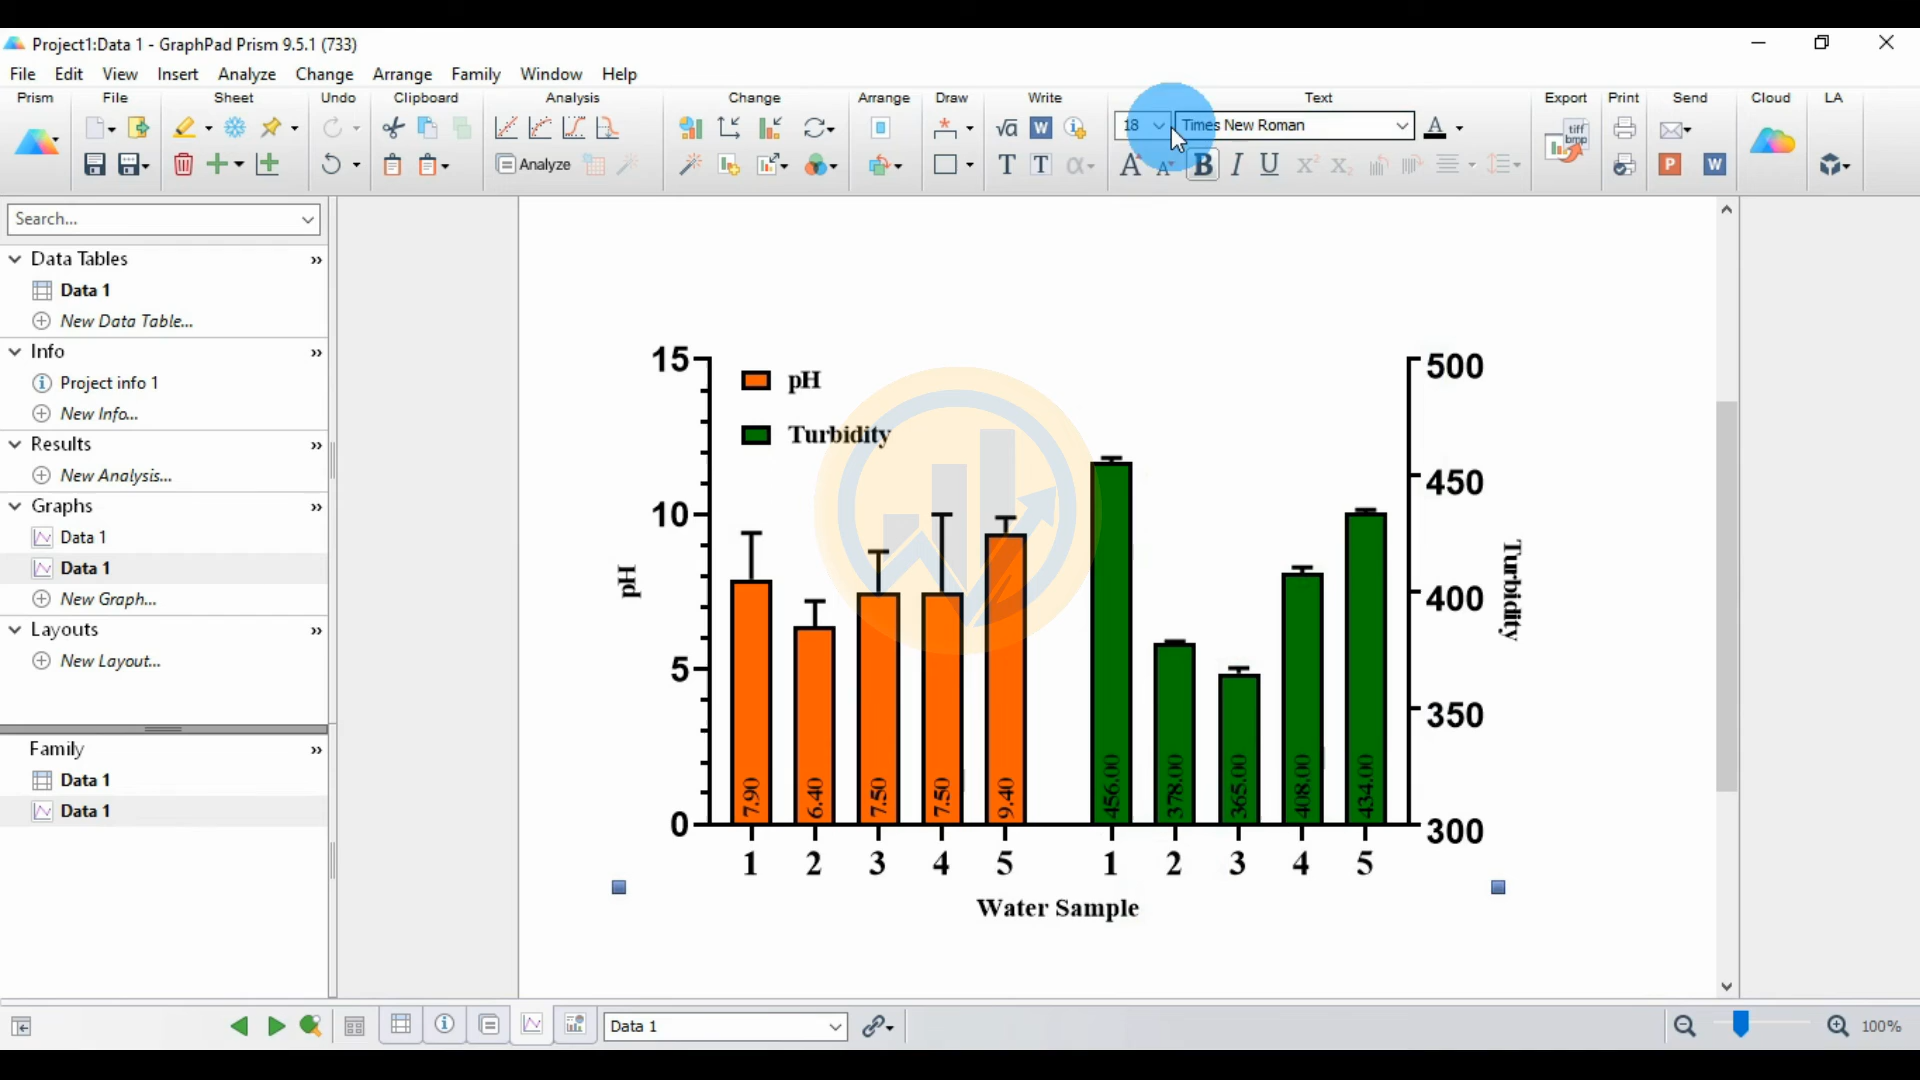 Project1:Data 1 - GraphPad Prism 9.5.1 (733)
File Edit View Insert Analyze Change Arrange Family Window Help
Prism File Sheet Undo Clipboard Analysis Change Arrange Draw Write Text Export Print Send Cloud LA
18 Times New Roman
Analyze
Search...
Data Tables
Data 1
New Data Table...
Info
Project info 1
New Info...
Results
New Analysis...
Graphs
Data 1
Data 1
New Graph...
Layouts
New Layout...
Family
Data 1
Data 1
15
10
5
0
pH
pH
Turbidity
7.90 6.40 7.50 7.50 9.40 456.00 378.00 365.00 408.00 434.00
1 2 3 4 5 1 2 3 4 5
Water Sample
500
450
400
350
300
Turbidity
Data 1
100%